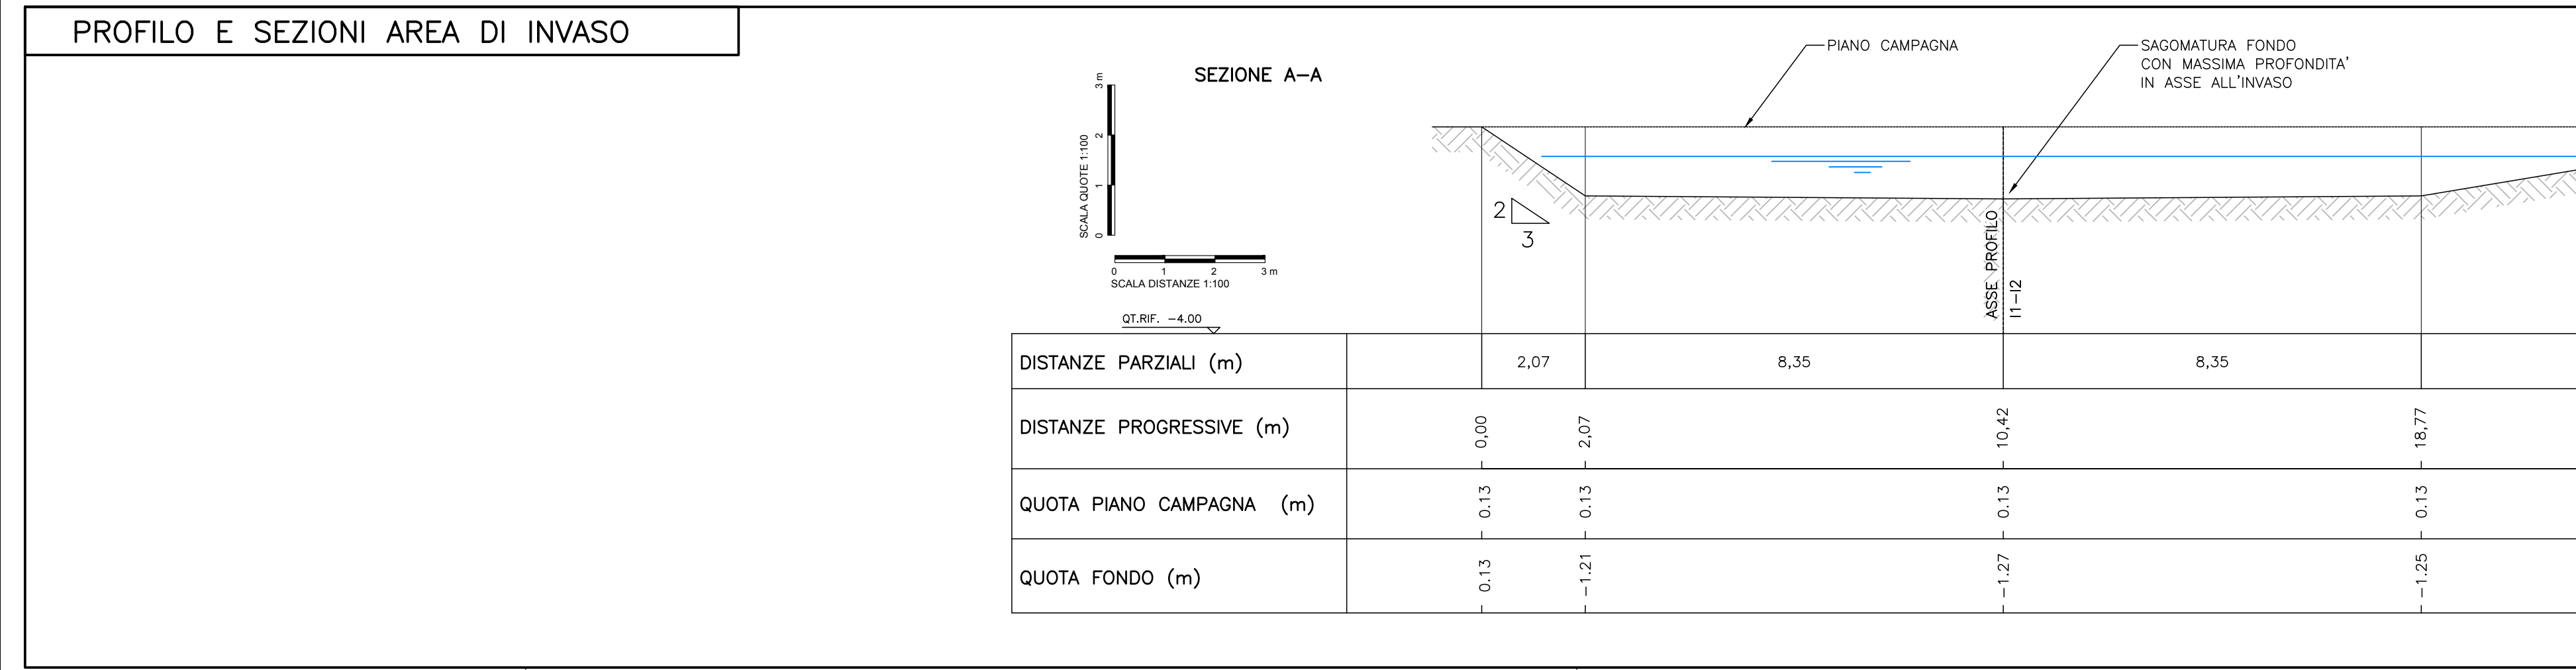 PROFILO E SEZIONI AREA DI INVASO
SEZIONE A-A
PIANO CAMPAGNA
SAGOMATURA FONDO
CON MASSIMA PROFONDITA'
IN ASSE ALL'INVASO
SCALA QUOTE 1:100
0 1 2 3 m
0 1 2 3 m
SCALA DISTANZE 1:100
2
3
ASSE PROFILO
I1-I2
QT.RIF. -4.00
DISTANZE PARZIALI (m) 2,07 8,35 8,35
DISTANZE PROGRESSIVE (m) 0,00 2,07 10,42 18,77
QUOTA PIANO CAMPAGNA (m) 0.13 0.13 0.13 0.13
QUOTA FONDO (m) 0.13 -1.21 -1.27 -1.25